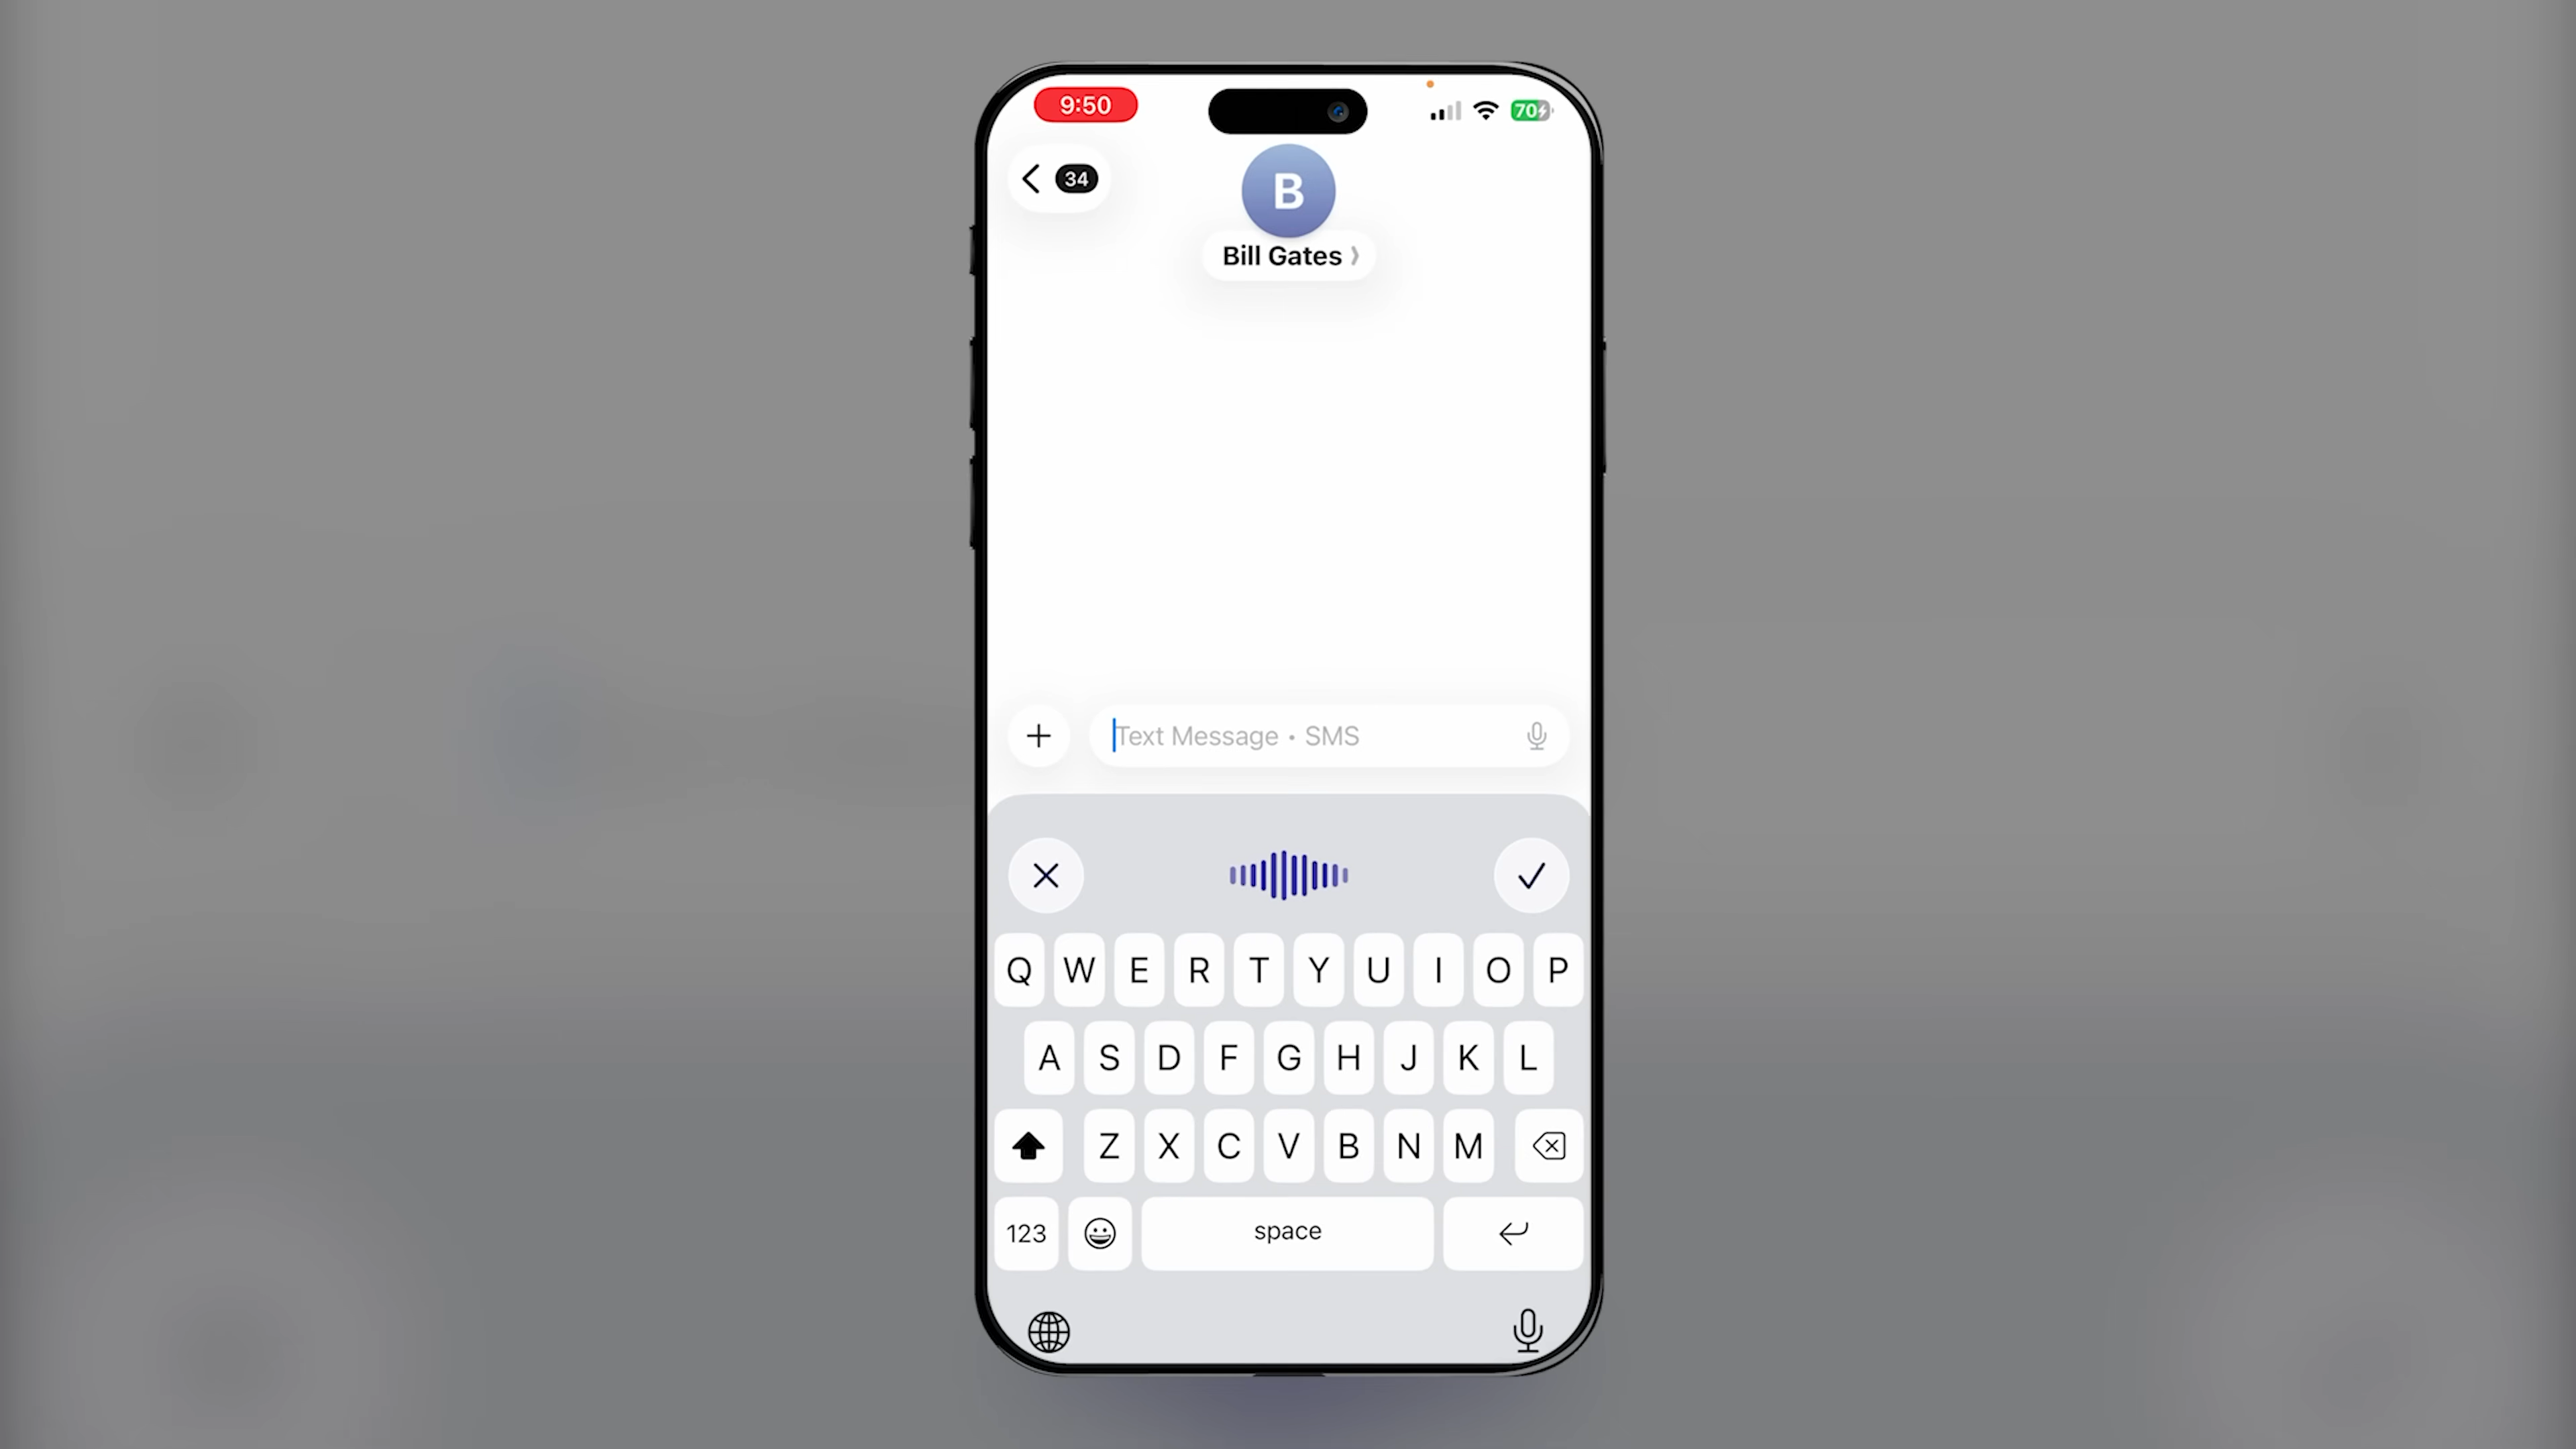 9:50
70
34
B
Bill Gates
Text Message • SMS
Q W E R T Y U I O P
A S D F G H J K L
Z X C V B N M
123 space